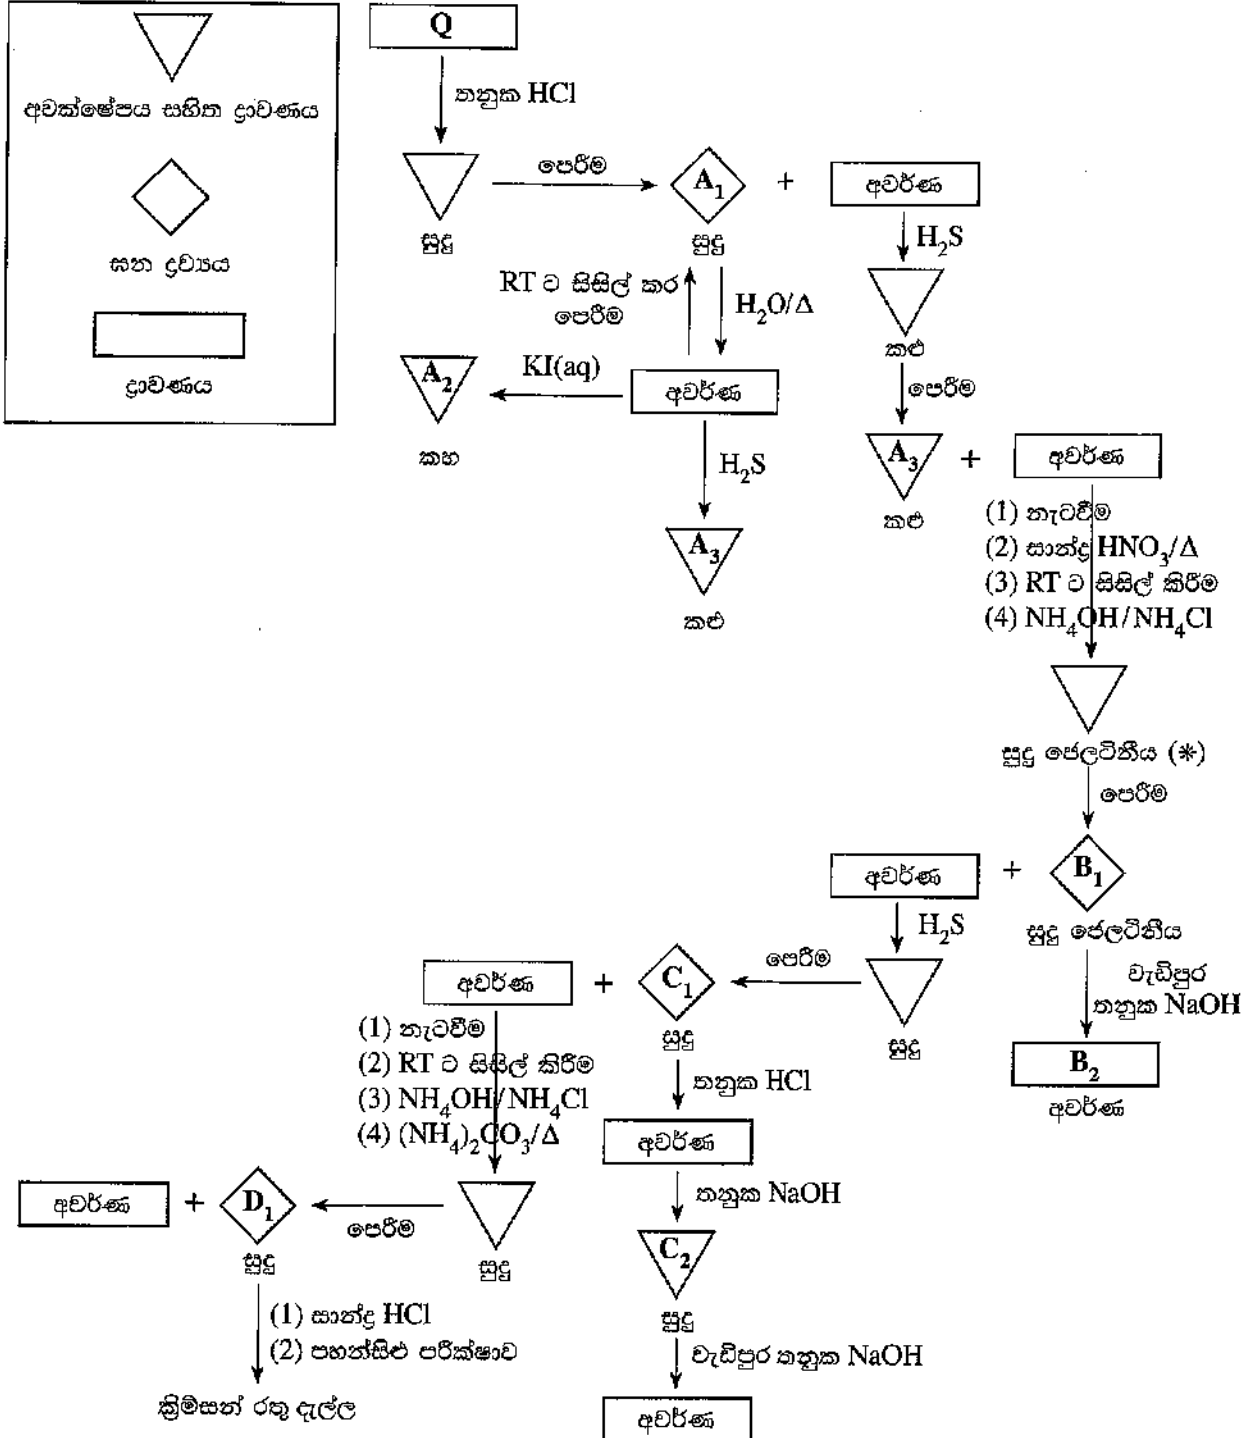 අවක්ෂේපය සහිත ද්‍රාවණය
ඝන ද්‍රව්‍යය
ද්‍රාවණය
Q
තනුක HCl
සුදු
පෙරීම
A₁
සුදු
+
අවර්ණ
H₂S
කළු
පෙරීම
RT ට සිසිල් කර
පෙරීම
H₂O/Δ
අවර්ණ
KI(aq)
A₂
කහ
H₂S
A₃
කළු
A₃
කළු
+
අවර්ණ
(1) නැටවීම
(2) සාන්ද්‍ර HNO₃/Δ
(3) RT ට සිසිල් කිරීම
(4) NH₄OH/NH₄Cl
සුදු ජෙලටිනීය (*)
පෙරීම
අවර්ණ
+
B₁
සුදු ජෙලටිනීය
වැඩිපුර
තනුක NaOH
B₂
අවර්ණ
H₂S
සුදු
පෙරීම
අවර්ණ
+
C₁
සුදු
තනුක HCl
අවර්ණ
තනුක NaOH
C₂
සුදු
වැඩිපුර තනුක NaOH
අවර්ණ
(1) නැටවීම
(2) RT ට සිසිල් කිරීම
(3) NH₄OH/NH₄Cl
(4) (NH₄)₂CO₃/Δ
සුදු
පෙරීම
අවර්ණ
+
D₁
සුදු
(1) සාන්ද්‍ර HCl
(2) පහන්සිළු පරීක්ෂාව
ක්‍රිම්සන් රතු දැල්ල